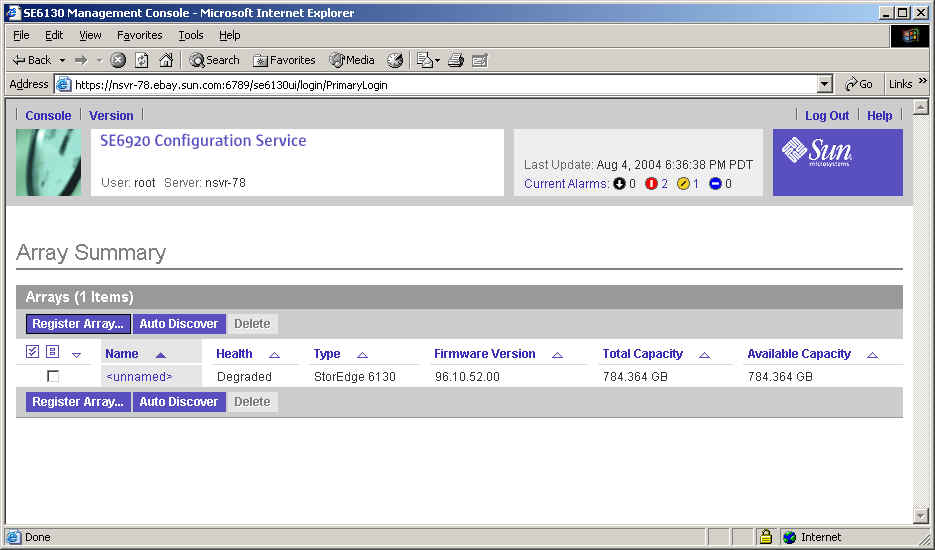 SE6130 Management Console - Microsoft Internet Explorer
File Edit View Favorites Tools Help
Back Search Favorites Media
Address https://nsvr-78.ebay.sun.com:6789/se6130ui/login/PrimaryLogin Go Links »
Console Version Log Out Help
SE6920 Configuration Service
User: root Server: nsvr-78
Last Update: Aug 4, 2004 6:36:38 PM PDT
Current Alarms: 0 2 1 0
Sun
microsystems
Array Summary
Arrays (1 Items)
Register Array... Auto Discover Delete
Name Health Type Firmware Version Total Capacity Available Capacity
<unnamed> Degraded StorEdge 6130 96.10.52.00 784.364 GB 784.364 GB
Register Array... Auto Discover Delete
Done Internet